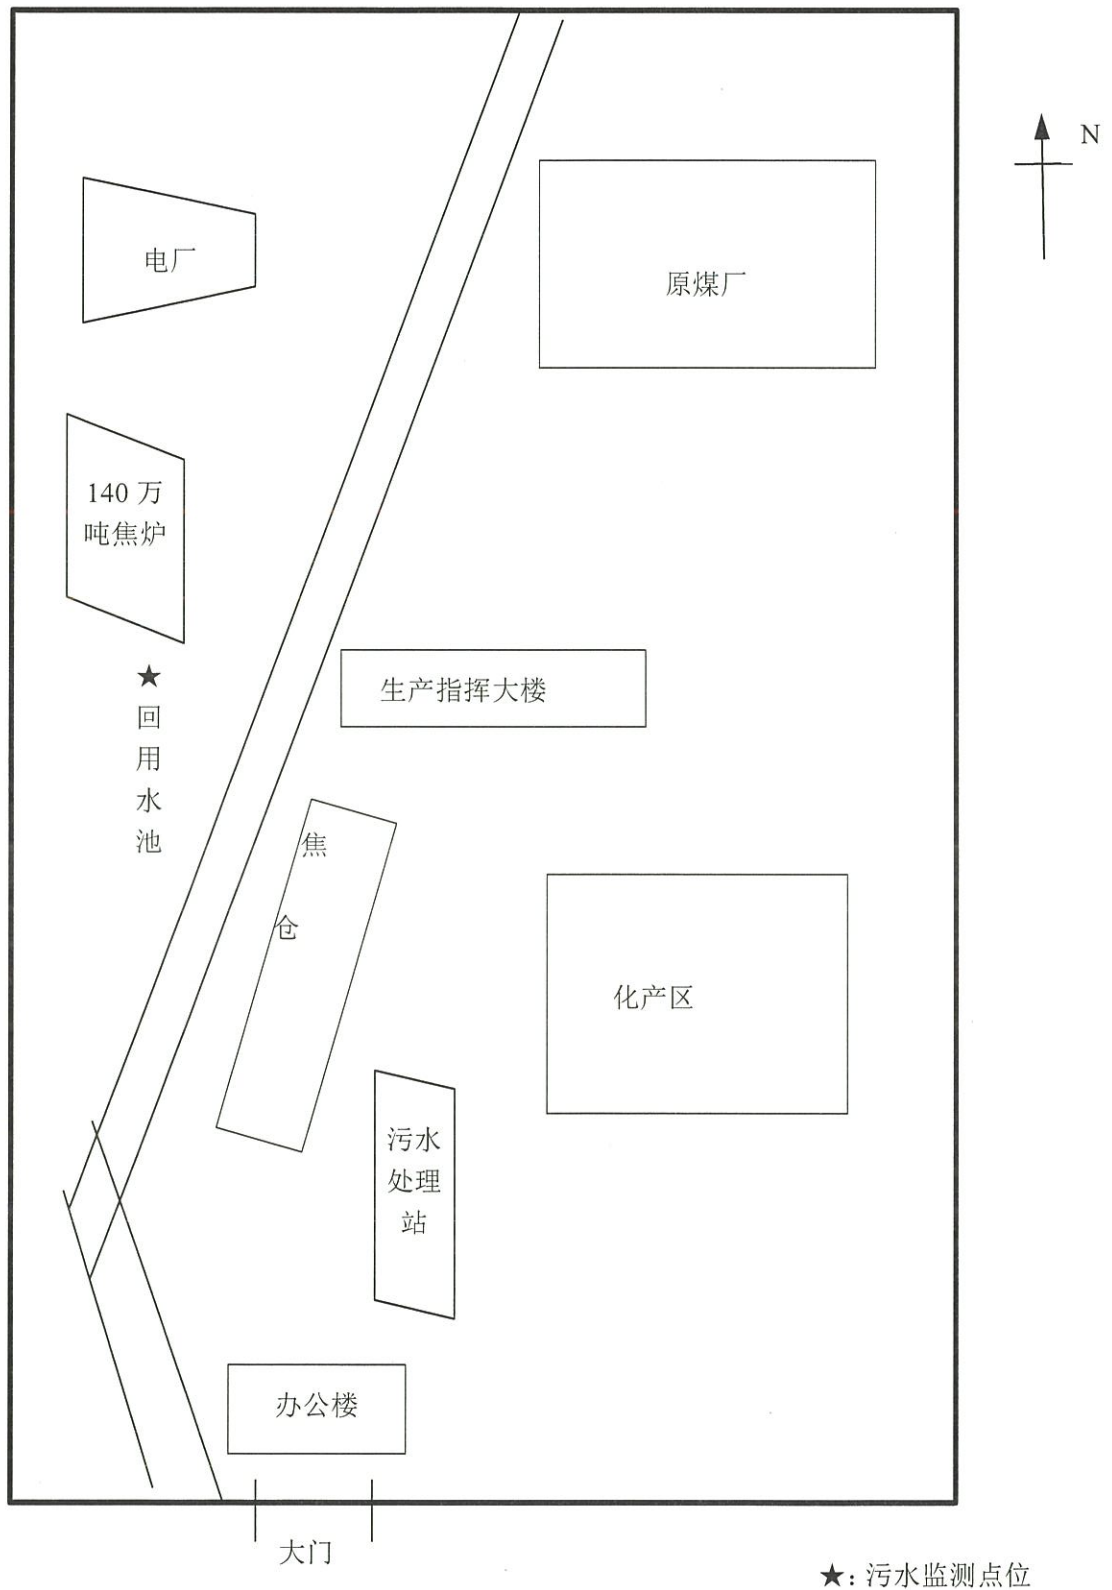 N
电厂
原煤厂
140 万
吨焦炉
生产指挥大楼
★
回
用
水
池
焦
仓
化产区
污水
处理
站
办公楼
大门
★: 污水监测点位